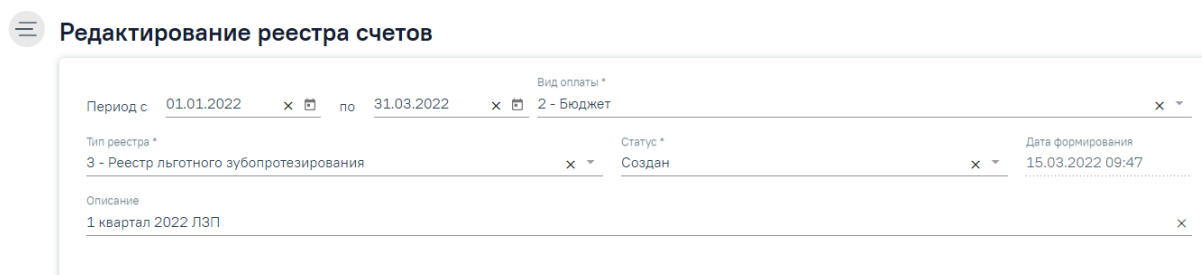 Редактирование реестра счетов
Вид оплаты *
Период с 01.01.2022 по 31.03.2022 2 - Бюджет
Тип реестра * Статус * Дата формирования
3 - Реестр льготного зубопротезирования Создан 15.03.2022 09:47
Описание
1 квартал 2022 ЛЗП